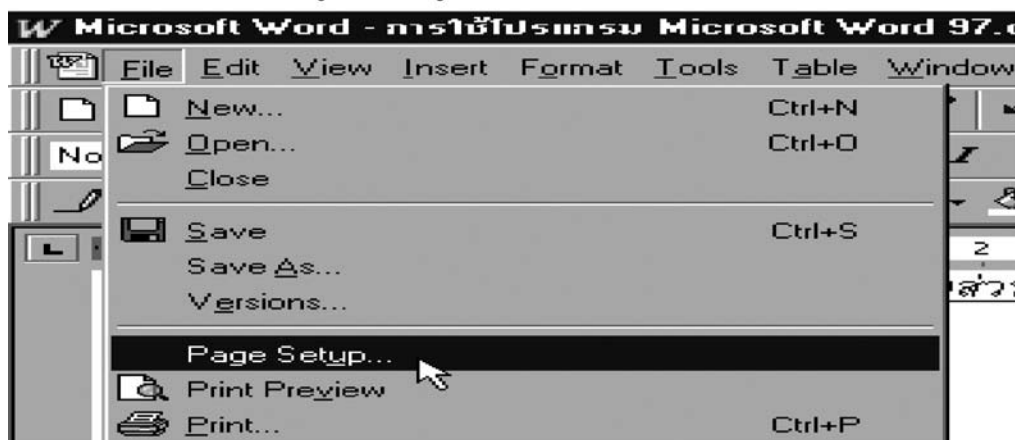 W Microsoft Word - การใช้โปรแกรม Microsoft Word 97.
File Edit View Insert Format Tools Table Window
New... Ctrl+N
Open... Ctrl+O
No
I
Close
Save Ctrl+S
2
Save As...
Versions...
Page Setup...
Print Preview
Print... Ctrl+P